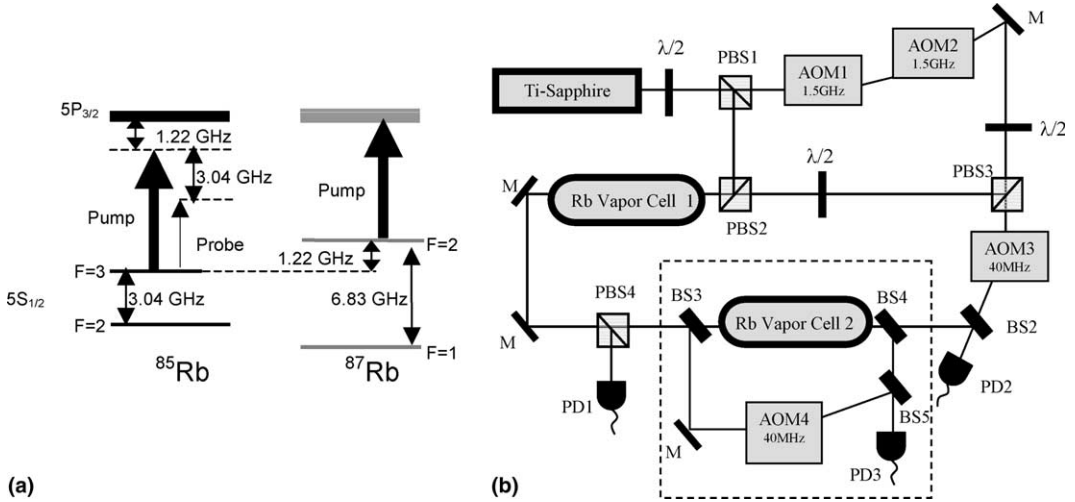 5P3/2
1.22 GHz
3.04 GHz
Pump
Probe
F=3
5S1/2
3.04 GHz
F=2
85Rb
Pump
F=2
1.22 GHz
6.83 GHz
F=1
87Rb
(a)
Ti-Sapphire
λ/2
PBS1
AOM1
1.5GHz
AOM2
1.5GHz
M
λ/2
M
Rb Vapor Cell 1
PBS2
λ/2
PBS3
AOM3
40MHz
M
PBS4
BS3
Rb Vapor Cell 2
BS4
BS2
PD1
PD2
M
AOM4
40MHz
BS5
PD3
(b)